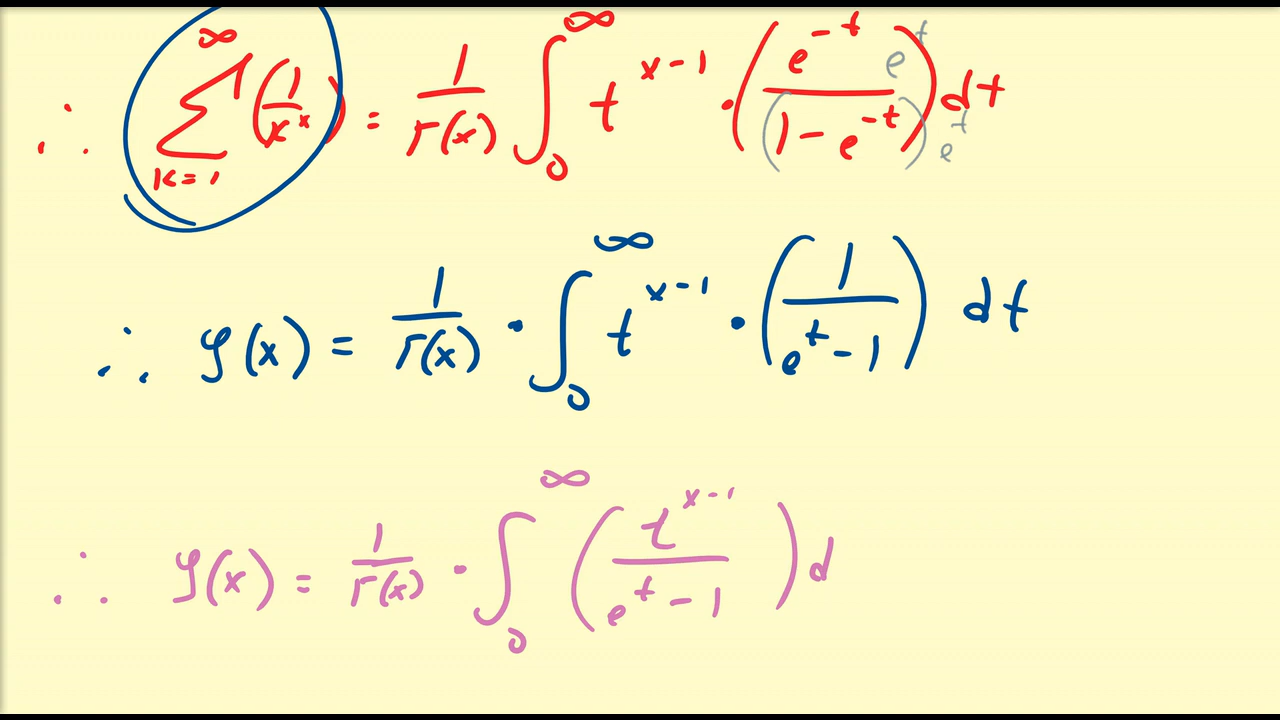 ∴ ∑_{k=1}^{∞} (1/k^x) = 1/Γ(x) ∫_0^∞ t^{x-1} · (e^{-t} e^t / (1 - e^{-t}) e^t) dt
∴ ζ(x) = 1/Γ(x) · ∫_0^∞ t^{x-1} · (1/(e^t - 1)) dt
∴ ζ(x) = 1/Γ(x) · ∫_0^∞ (t^{x-1}/(e^t - 1)) d